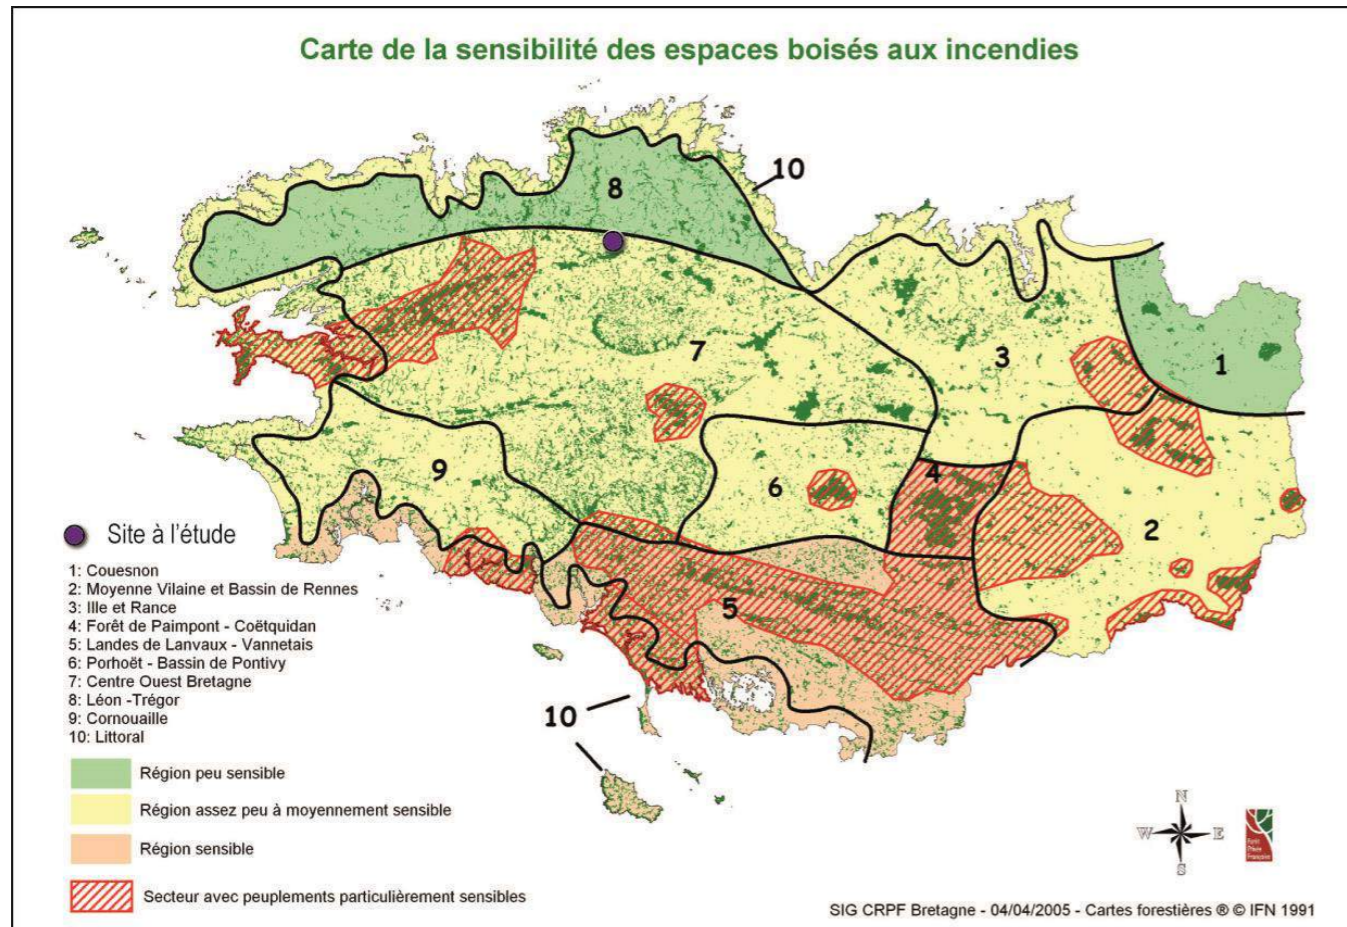 Carte de la sensibilité des espaces boisés aux incendies
10
8
7
3
1
9
6
4
2
5
10
Site à l'étude
1: Couesnon
2: Moyenne Vilaine et Bassin de Rennes
3: Ille et Rance
4: Forêt de Paimpont - Coëtquidan
5: Landes de Lanvaux - Vannetais
6: Porhoët - Bassin de Pontivy
7: Centre Ouest Bretagne
8: Léon -Trégor
9: Cornouaille
10: Littoral
Région peu sensible
Région assez peu à moyennement sensible
Région sensible
Secteur avec peuplements particulièrement sensibles
N
W
E
S
Forêt
Privée
Française
SIG CRPF Bretagne - 04/04/2005 - Cartes forestières ® © IFN 1991